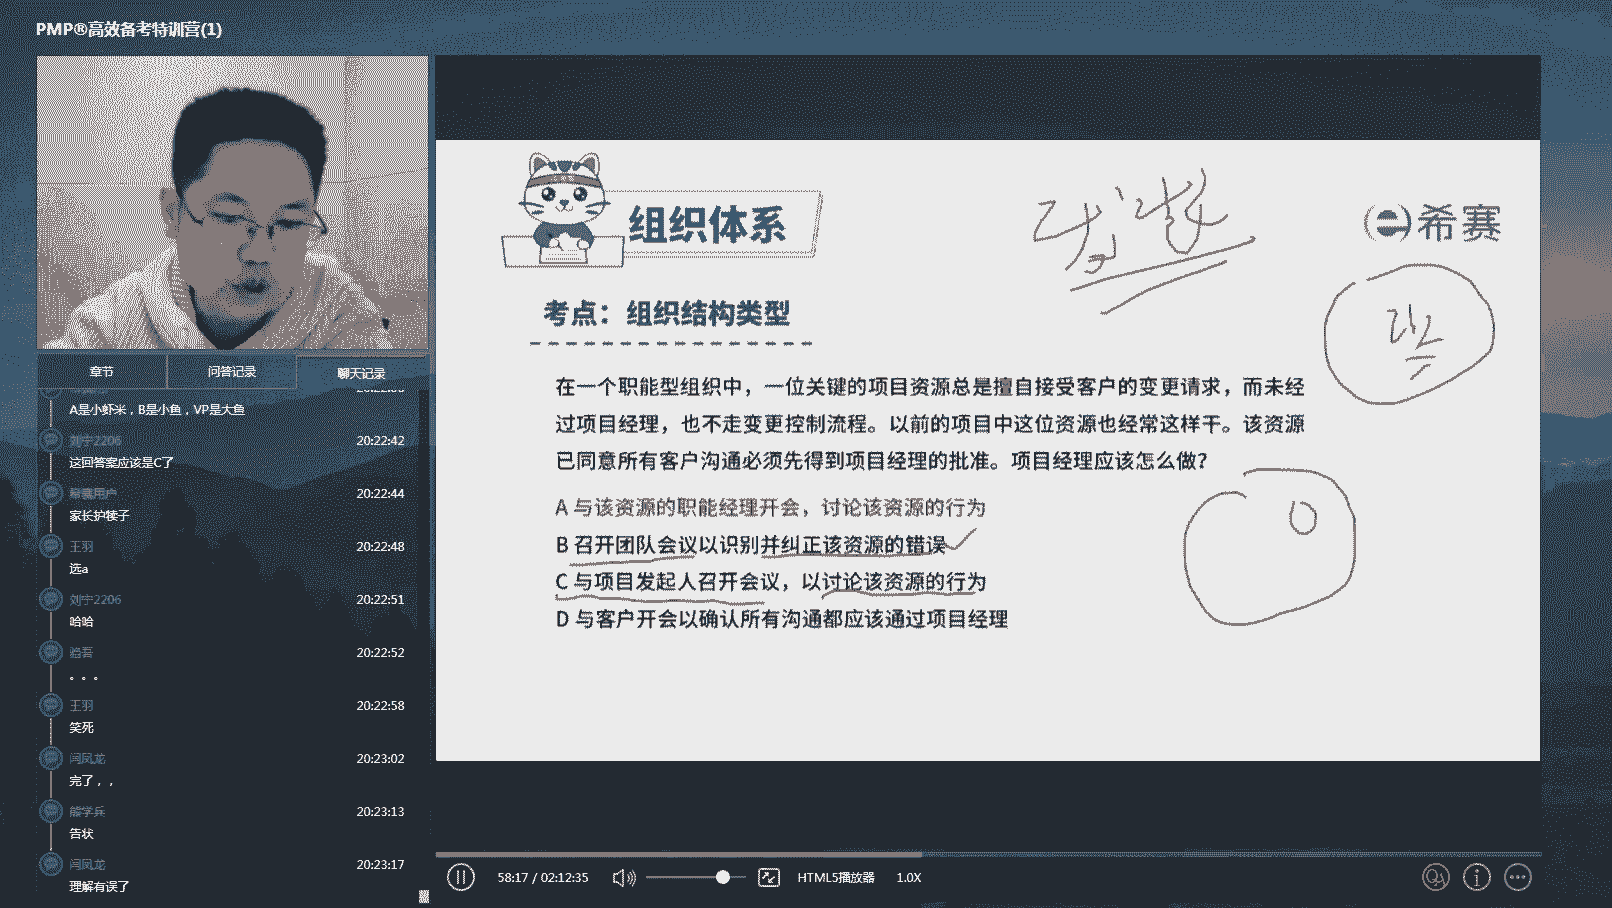 PMP®高效备考特训营(1)
章节
问答记录
聊天记录
A是小虾米，B是小鱼，VP是大鱼
刘宇2206
20:22:42
这回答案应该是C了
20:22:44
家长护犊子
王羽
20:22:48
选a
刘宇2206
20:22:51
哈哈
20:22:52
。。。
王羽
20:22:58
笑死
闫凤龙
20:23:02
完了，，
熊学兵
20:23:13
告状
闫凤龙
20:23:17
理解有误了
组织体系
希赛
考点：组织结构类型
在一个职能型组织中，一位关键的项目资源总是擅自接受客户的变更请求，而未经
过项目经理，也不走变更控制流程。以前的项目中这位资源也经常这样干。该资源
已同意所有客户沟通必须先得到项目经理的批准。项目经理应该怎么做？
A 与该资源的职能经理开会，讨论该资源的行为
B 召开团队会议以识别并纠正该资源的错误
C 与项目发起人召开会议，以讨论该资源的行为
D 与客户开会以确认所有沟通都应该通过项目经理
58:17 / 02:12:35
HTML5播放器
1.0X